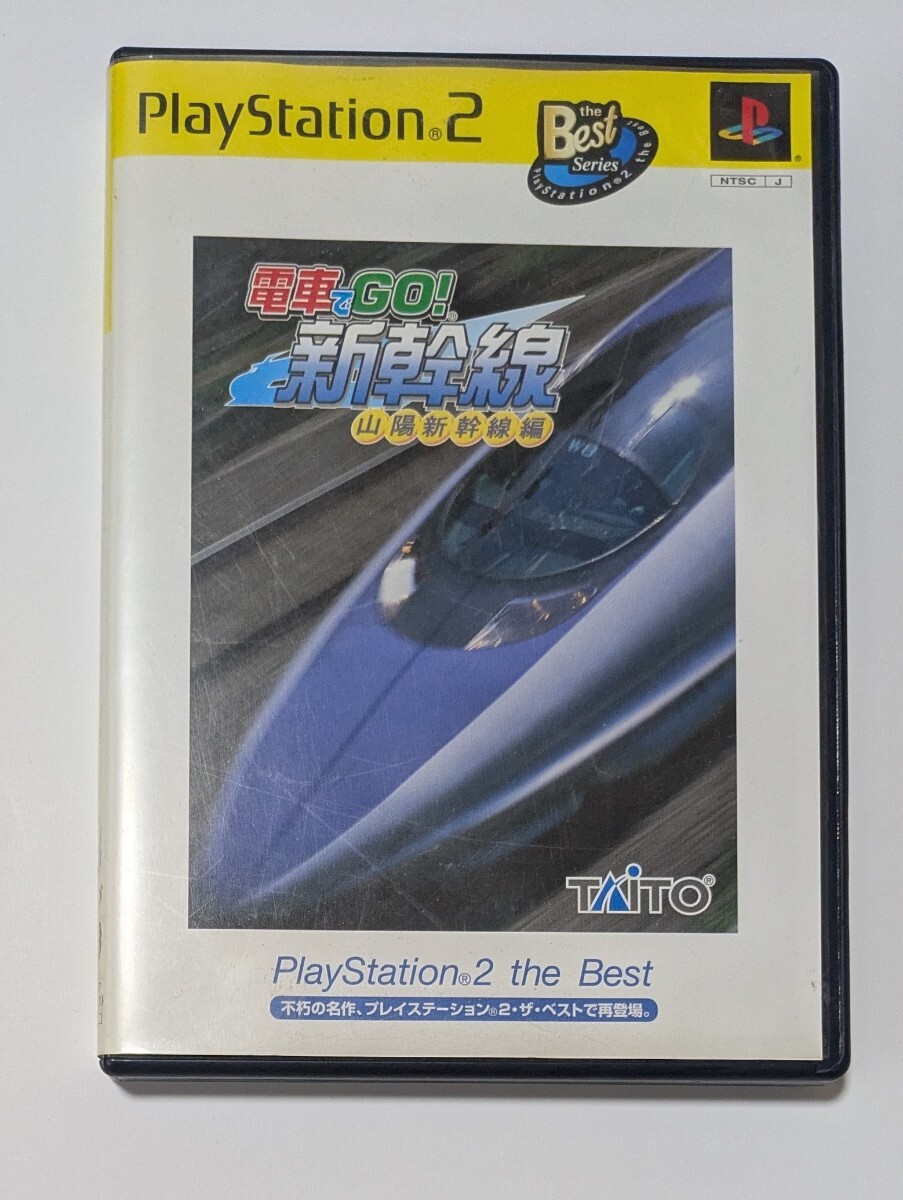 PlayStation®2
the
Best
Series
PlayStation®2 the Best
NTSC J
電車でGO!®
新幹線
山陽新幹線編
TAITO®
PlayStation®2 the Best
不朽の名作、プレイステーション®2・ザ・ベストで再登場。